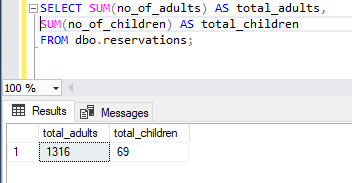 SELECT SUM(no_of_adults) AS total_adults,
SUM(no_of_children) AS total_children
FROM dbo.reservations;
100 %
Results Messages
total_adults total_children
1 1316 69